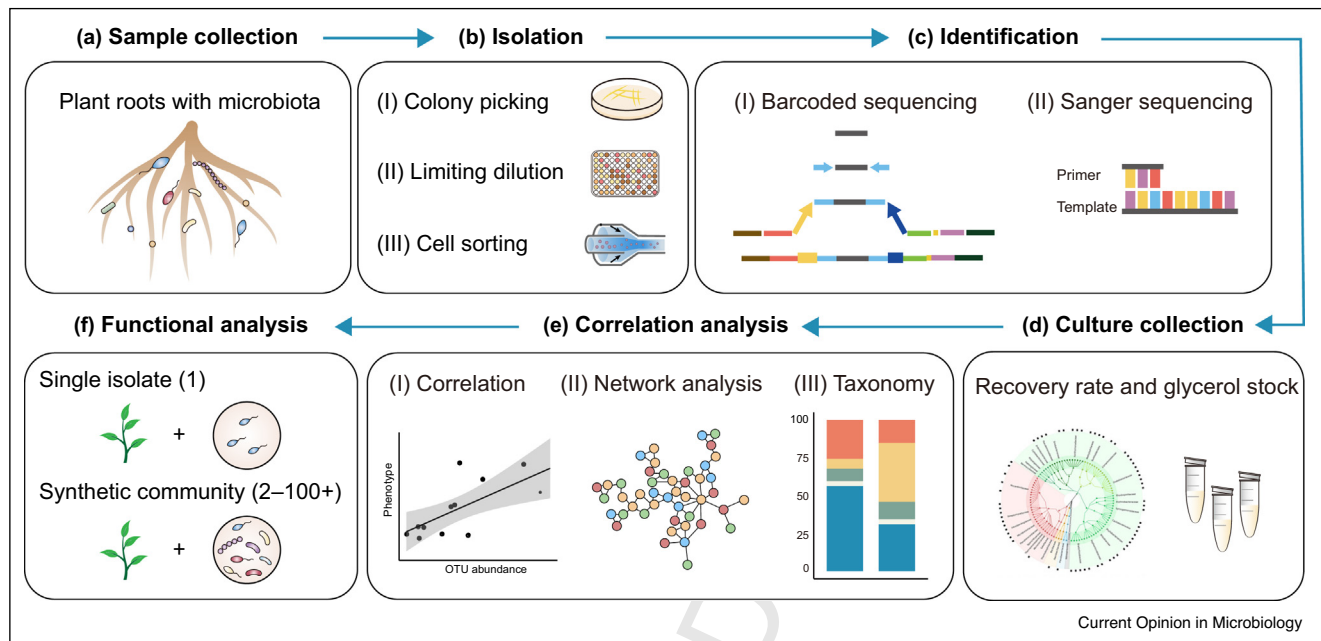 (a) Sample collection
(b) Isolation
(c) Identification
Plant roots with microbiota
(I) Colony picking
(II) Limiting dilution
(III) Cell sorting
(I) Barcoded sequencing
(II) Sanger sequencing
Primer
Template
(f) Functional analysis
(e) Correlation analysis
(d) Culture collection
Single isolate (1)
+
Synthetic community (2–100+)
+
(I) Correlation
Phenotype
OTU abundance
(II) Network analysis
(III) Taxonomy
100
75
50
25
0
Recovery rate and glycerol stock
D
Current Opinion in Microbiology